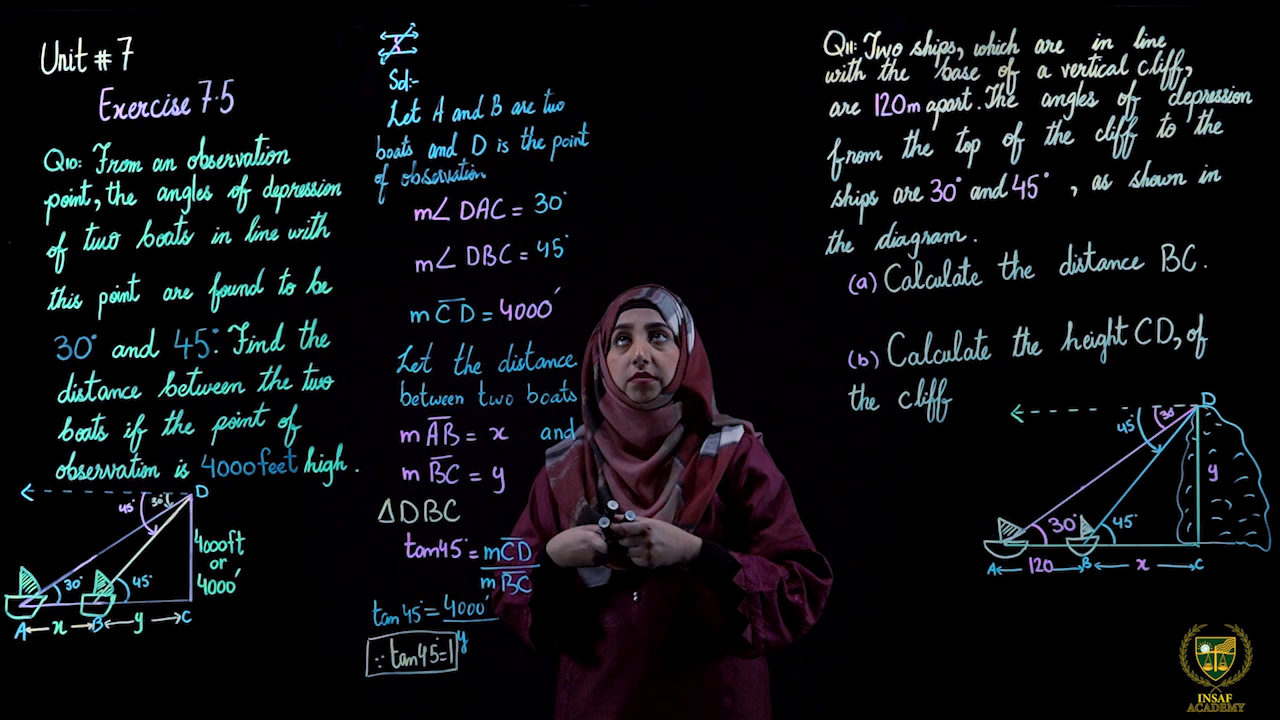 Unit # 7
Exercise 7.5
Q10: From an observation
point, the angles of depression
of two boats in line with
this point are found to be
30° and 45°. Find the
distance between the two
boats if the point of
observation is 4000 feet high.
D
45° 30°
4000ft
or
4000'
30° 45°
A x B y C
Sol:-
Let A and B are two
boats and D is the point
of observation
m∠DAC = 30°
m∠DBC = 45°
mCD = 4000'
Let the distance
between two boats
mAB = x and
mBC = y
ΔDBC
tan45° = mCD
mBC
tan 45° = 4000'
y
∵ tan45° = 1
Q11: Two ships, which are in line
with the base of a vertical cliff,
are 120m apart. The angles of depression
from the top of the cliff to the
ships are 30° and 45°, as shown in
the diagram.
(a) Calculate the distance BC.
(b) Calculate the height CD, of
the cliff
D
45° 30°
y
30° 45°
A 120 B x C
INSAF
ACADEMY